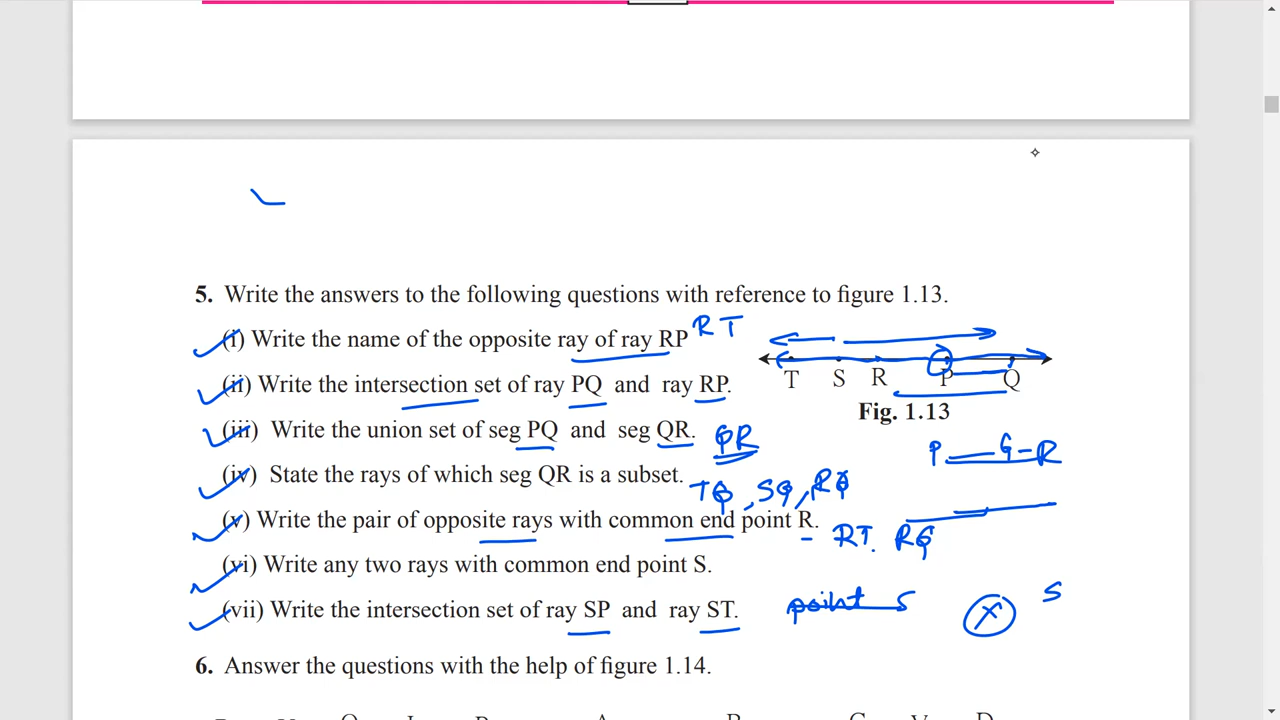 5. Write the answers to the following questions with reference to figure 1.13.
(i) Write the name of the opposite ray of ray RP RT
(ii) Write the intersection set of ray PQ and ray RP.
T S R P Q
Fig. 1.13
(iii) Write the union set of seg PQ and seg QR. QR
P Q R
(iv) State the rays of which seg QR is a subset. TQ, SQ, RQ
(v) Write the pair of opposite rays with common end point R. - RT. RQ
(vi) Write any two rays with common end point S.
(vii) Write the intersection set of ray SP and ray ST. point S X S
6. Answer the questions with the help of figure 1.14.